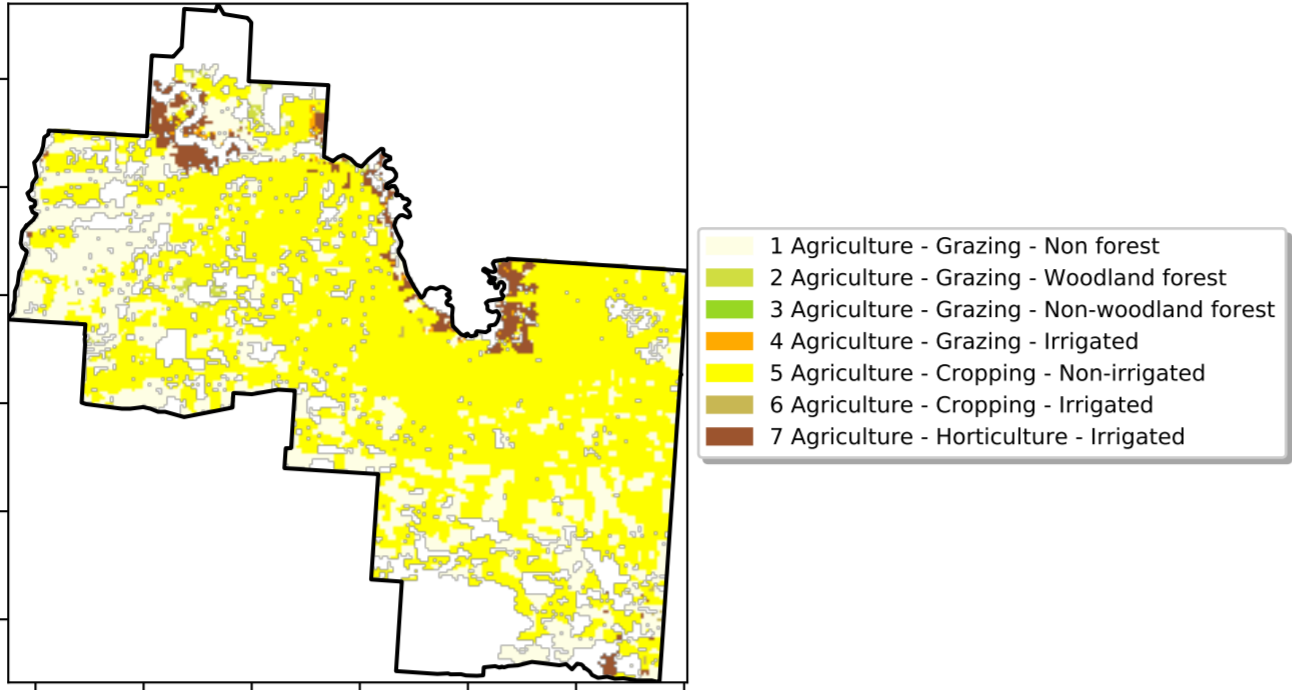 1 Agriculture - Grazing - Non forest
2 Agriculture - Grazing - Woodland forest
3 Agriculture - Grazing - Non-woodland forest
4 Agriculture - Grazing - Irrigated
5 Agriculture - Cropping - Non-irrigated
6 Agriculture - Cropping - Irrigated
7 Agriculture - Horticulture - Irrigated